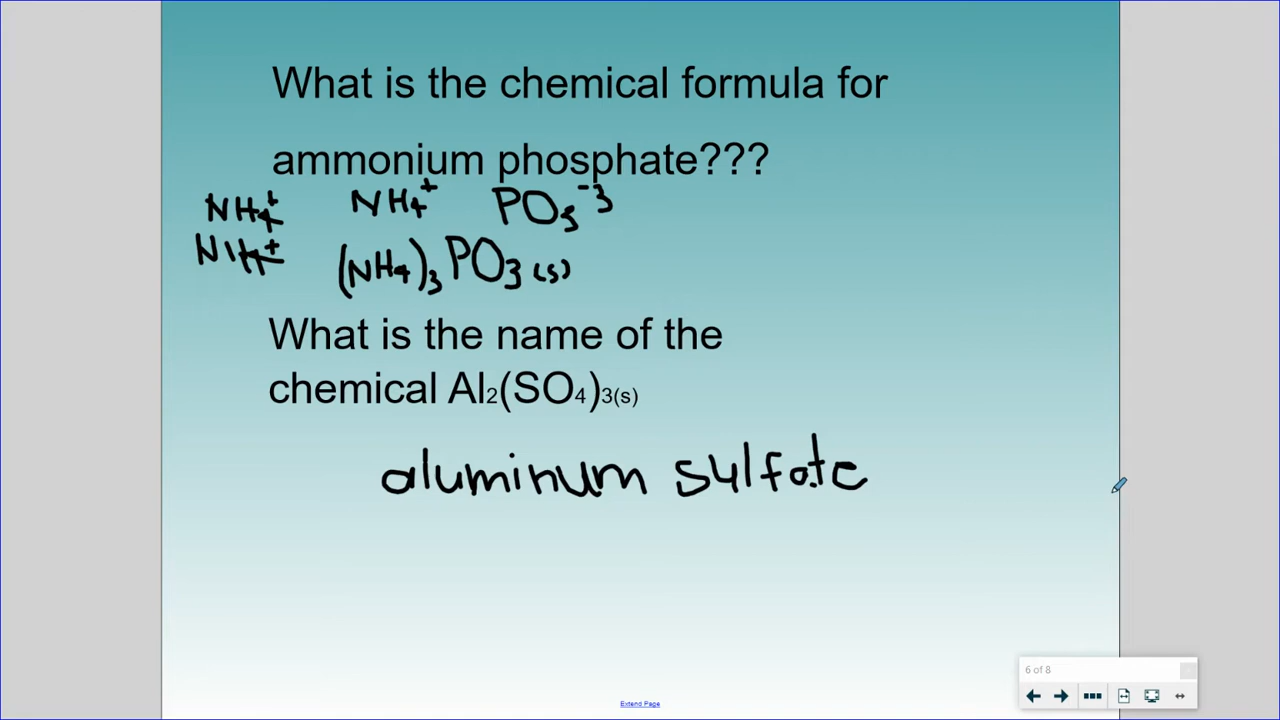 What is the chemical formula for
ammonium phosphate???
NH₄⁺ NH₄⁺ PO₃⁻³
NH₄⁺ (NH₄)₃PO₃(s)
What is the name of the
chemical Al₂(SO₄)₃(s)
aluminum sulfate
6 of 8
Extend Page